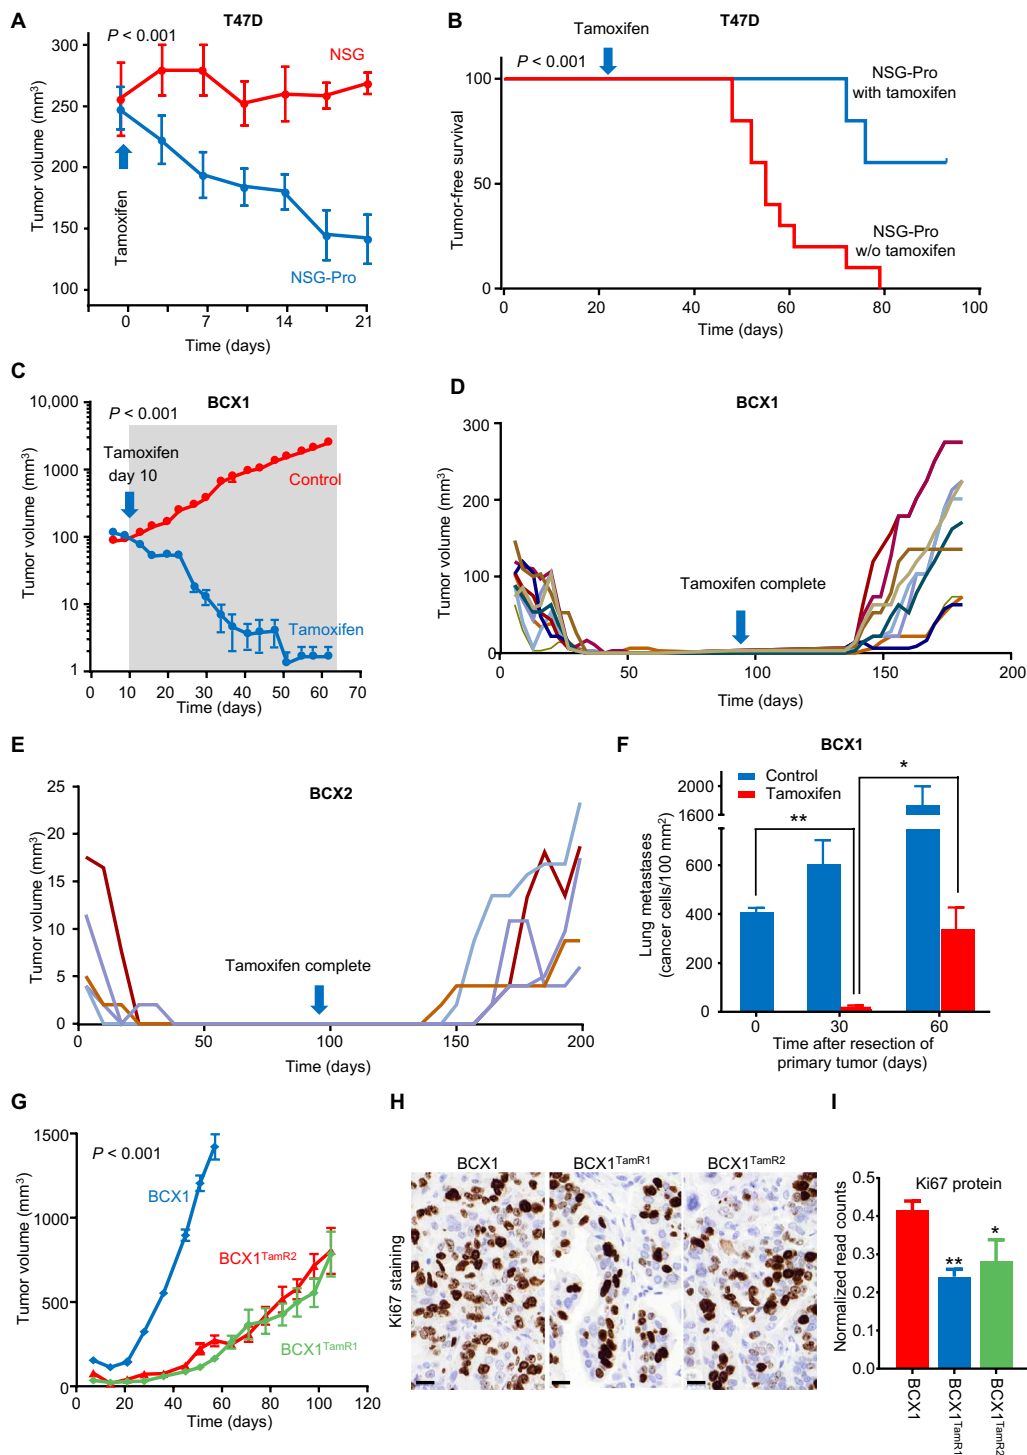 A
T47D
P < 0.001
NSG
300
250
200
150
100
Tumor volume (mm³)
Tamoxifen
NSG-Pro
0 7 14 21
Time (days)
B
T47D
Tamoxifen
P < 0.001
100
50
0
Tumor-free survival
NSG-Pro
with tamoxifen
NSG-Pro
w/o tamoxifen
0 20 40 60 80 100
Time (days)
C
BCX1
P < 0.001
10,000
1000
100
10
1
Tumor volume (mm³)
Tamoxifen
day 10
Control
Tamoxifen
0 10 20 30 40 50 60 70
Time (days)
D
BCX1
300
200
100
0
Tumor volume (mm³)
Tamoxifen complete
0 50 100 150 200
Time (days)
E
BCX2
25
20
15
10
5
0
Tumor volume (mm³)
Tamoxifen complete
0 50 100 150 200
Time (days)
F
BCX1
Control
Tamoxifen
2000
1600
600
400
200
0
Lung metastases
(cancer cells/100 mm²)
**
*
0 30 60
Time after resection of
primary tumor (days)
G
P < 0.001
1500
1000
500
0
Tumor volume (mm³)
BCX1
BCX1TamR2
BCX1TamR1
0 20 40 60 80 100 120
Time (days)
H
BCX1 BCX1TamR1 BCX1TamR2
Ki67 staining
I
Ki67 protein
0.5
0.4
0.3
0.2
0.1
0
Normalized read counts
**
*
BCX1
BCX1TamR1
BCX1TamR2